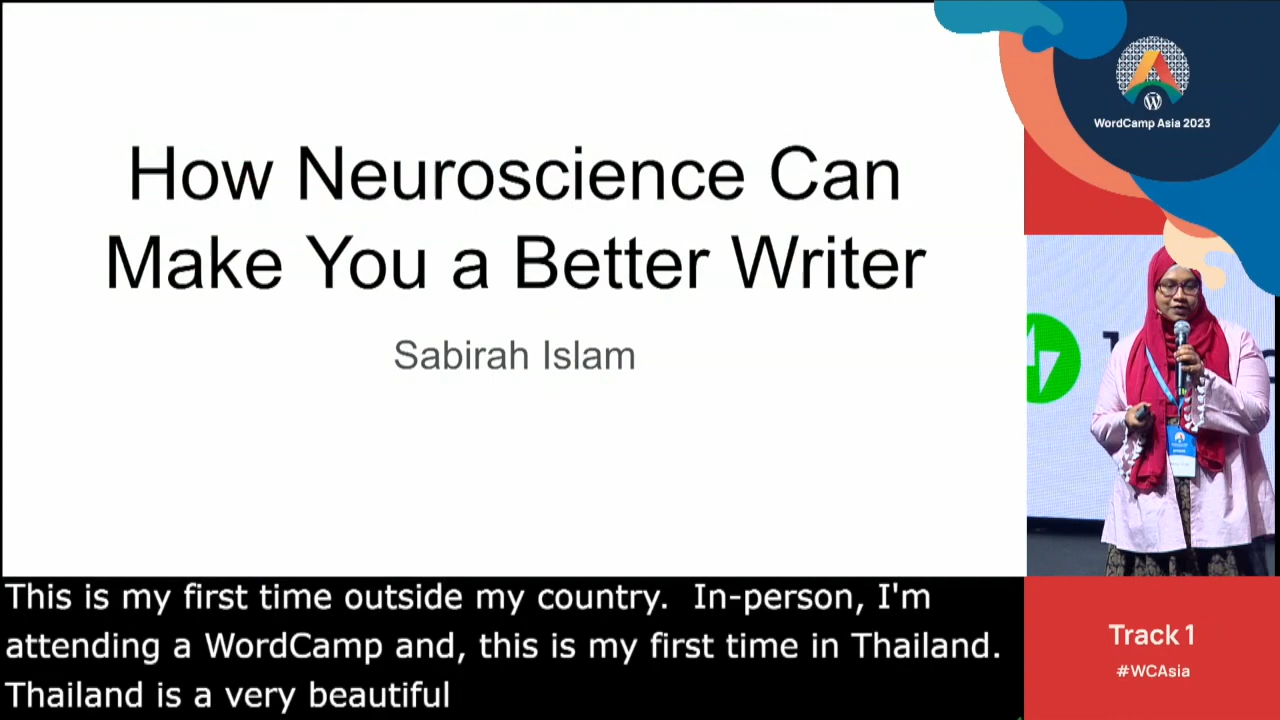 How Neuroscience Can
Make You a Better Writer
Sabirah Islam
WordCamp Asia 2023
This is my first time outside my country.  In-person, I'm
attending a WordCamp and, this is my first time in Thailand.
Thailand is a very beautiful
Track 1
#WCAsia